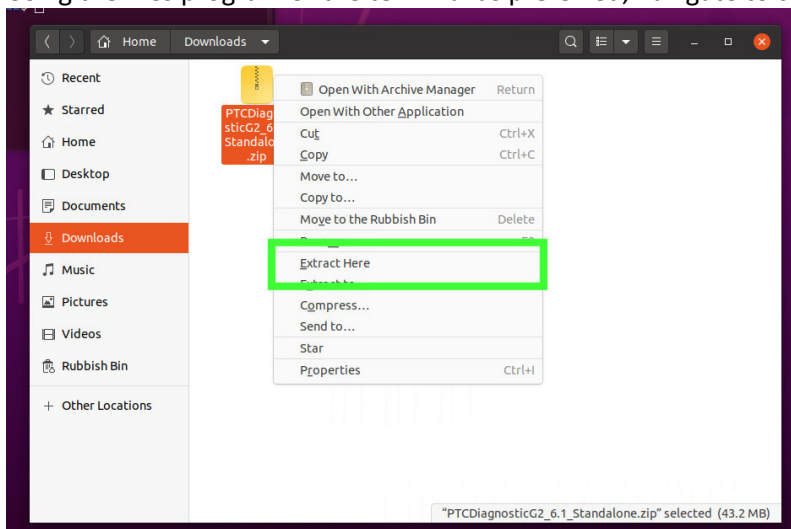 Home Downloads
Recent
Starred
Home
Desktop
Documents
Downloads
Music
Pictures
Videos
Rubbish Bin
+ Other Locations
PTCDiag
sticG2_6
Standalo
.zip
Open With Archive Manager Return
Open With Other Application
Cut Ctrl+X
Copy Ctrl+C
Move to…
Copy to…
Move to the Rubbish Bin Delete
Extract Here
Compress…
Send to…
Star
Properties Ctrl+I
"PTCDiagnosticG2_6.1_Standalone.zip" selected (43.2 MB)